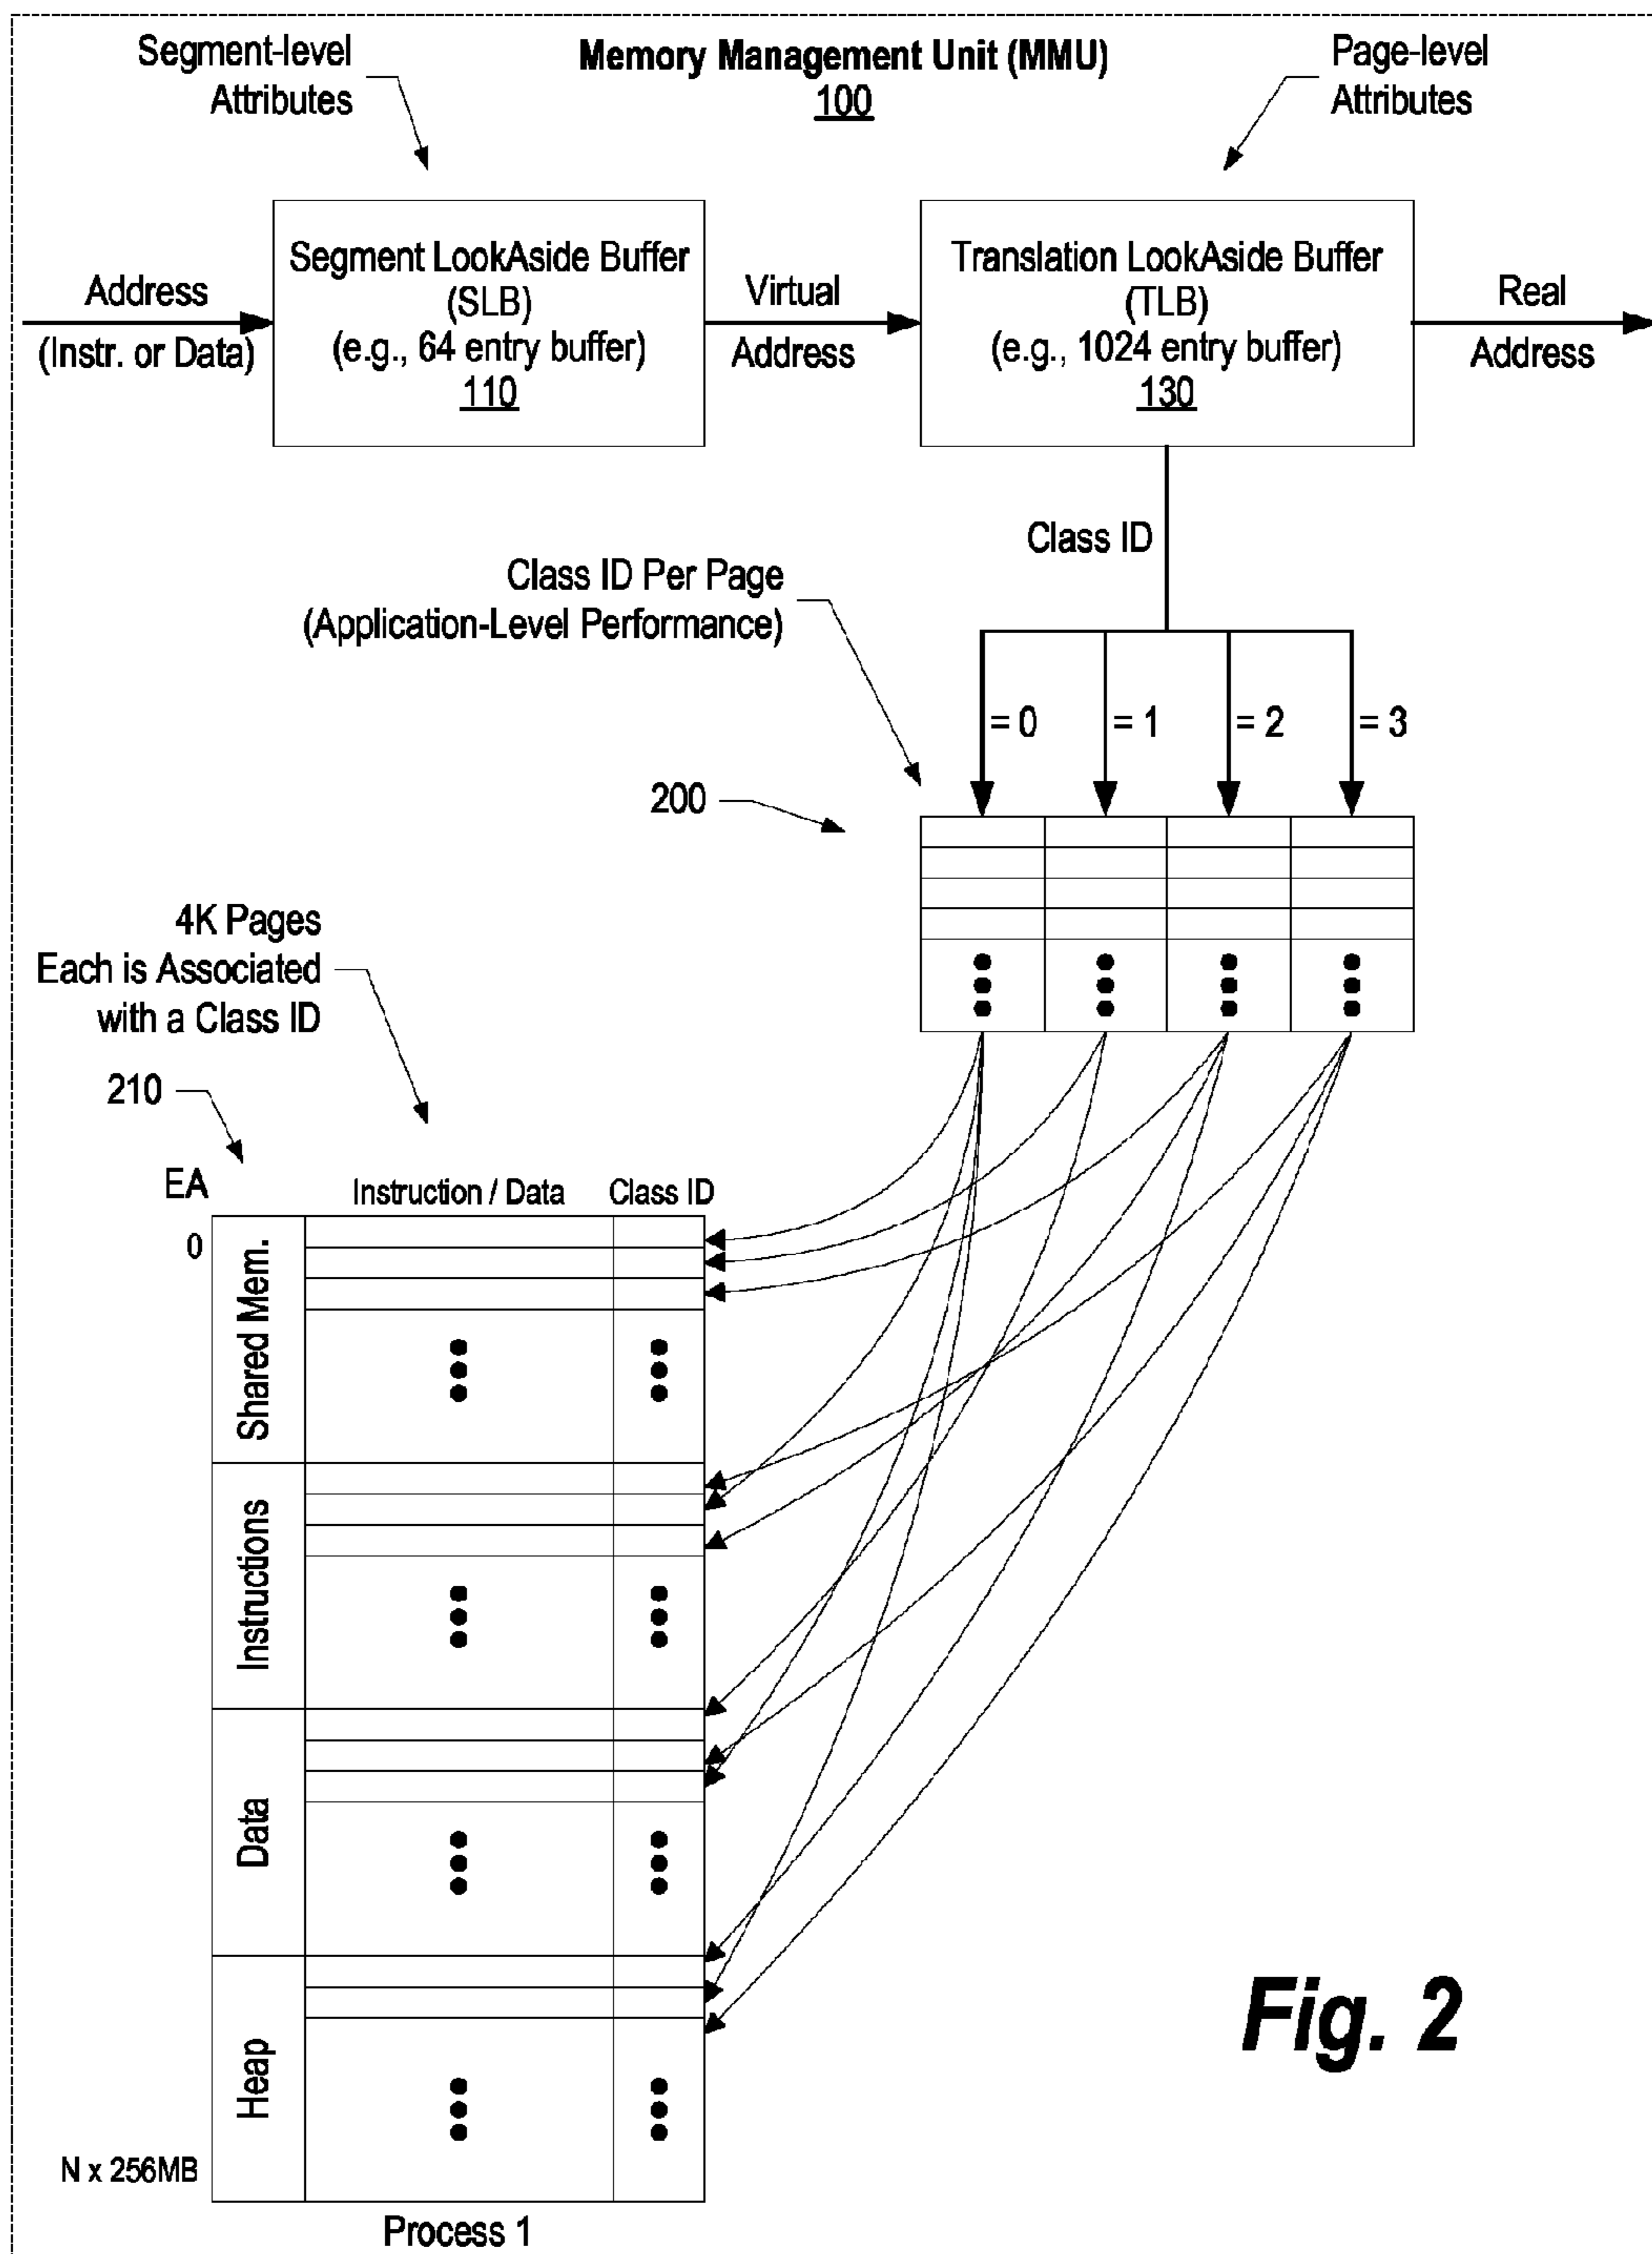 Segment-level
Attributes
Memory Management Unit (MMU)
100
Page-level
Attributes
Address
(Instr. or Data)
Segment LookAside Buffer
(SLB)
(e.g., 64 entry buffer)
110
Virtual
Address
Translation LookAside Buffer
(TLB)
(e.g., 1024 entry buffer)
130
Real
Address
Class ID
Class ID Per Page
(Application-Level Performance)
= 0
= 1
= 2
= 3
200
4K Pages
Each is Associated
with a Class ID
210
EA
Instruction / Data
Class ID
0
Shared Mem.
Instructions
Data
Heap
N x 256MB
Process 1
Fig. 2